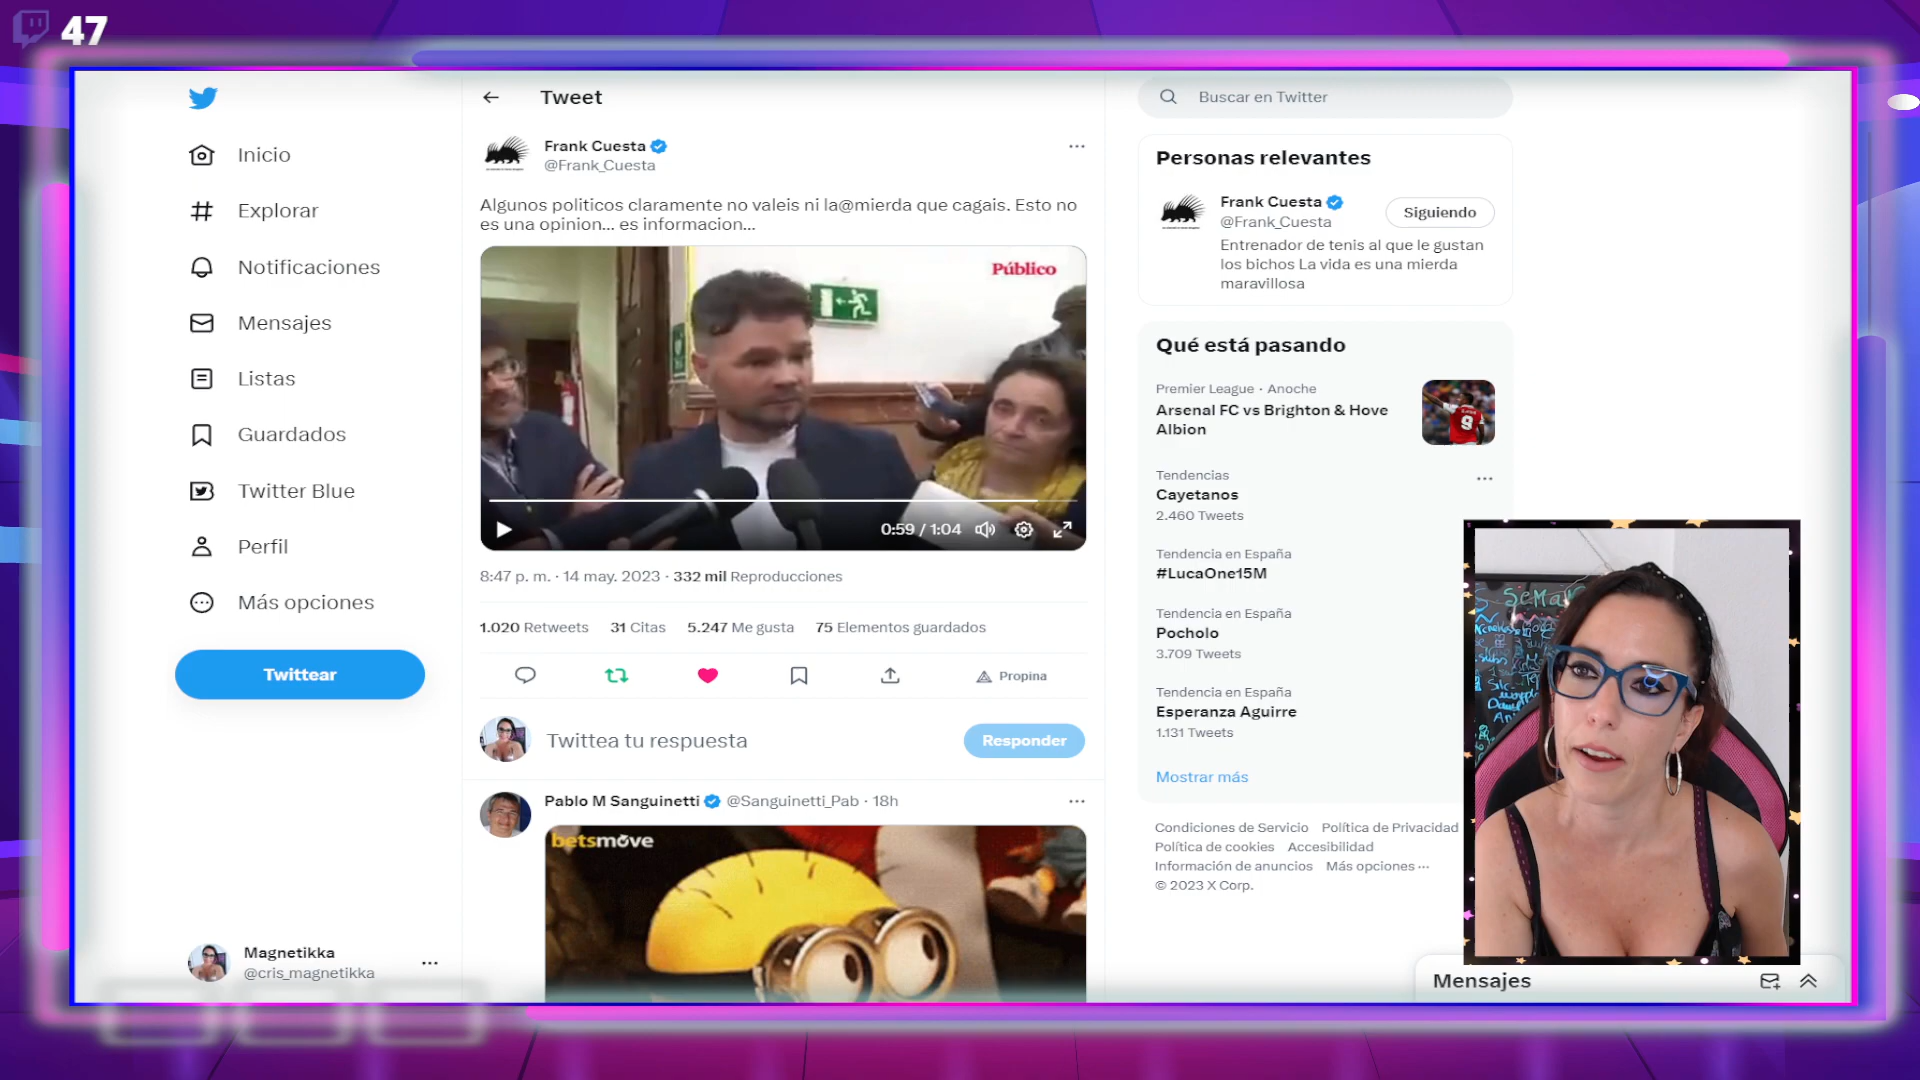 47
Inicio
Explorar
Notificaciones
Mensajes
Listas
Guardados
Twitter Blue
Perfil
Más opciones
Twittear
Magnetikka
@cris_magnetikka
Tweet
Frank Cuesta
@Frank_Cuesta
Algunos politicos claramente no valeis ni la@mierda que cagais. Esto no
es una opinion... es informacion...
Público
0:59 / 1:04
8:47 p. m. · 14 may. 2023 · 332 mil Reproducciones
1.020 Retweets 31 Citas 5.247 Me gusta 75 Elementos guardados
Propina
Twittea tu respuesta
Responder
Pablo M Sanguinetti @Sanguinetti_Pab · 18h
betsmove
Buscar en Twitter
Personas relevantes
Frank Cuesta
@Frank_Cuesta
Siguiendo
Entrenador de tenis al que le gustan
los bichos La vida es una mierda
maravillosa
Qué está pasando
Premier League · Anoche
Arsenal FC vs Brighton & Hove
Albion
9
Tendencias
Cayetanos
2.460 Tweets
Tendencia en España
#LucaOne15M
Tendencia en España
Pocholo
3.709 Tweets
Tendencia en España
Esperanza Aguirre
1.131 Tweets
Mostrar más
Condiciones de Servicio Política de Privacidad
Política de cookies Accesibilidad
Información de anuncios Más opciones ···
© 2023 X Corp.
Mensajes